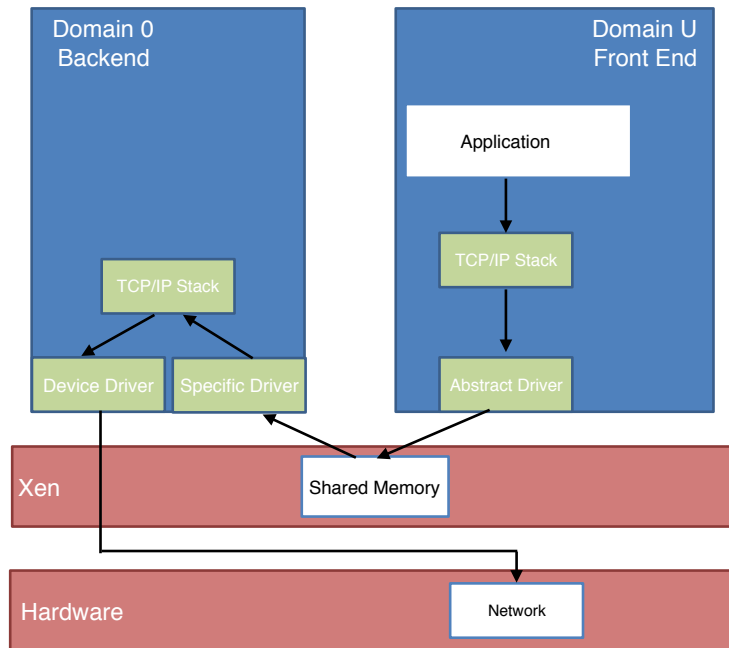 Domain 0
Backend
Domain U
Front End
Application
TCP/IP Stack
TCP/IP Stack
Device Driver
Specific Driver
Abstract Driver
Xen
Shared Memory
Hardware
Network